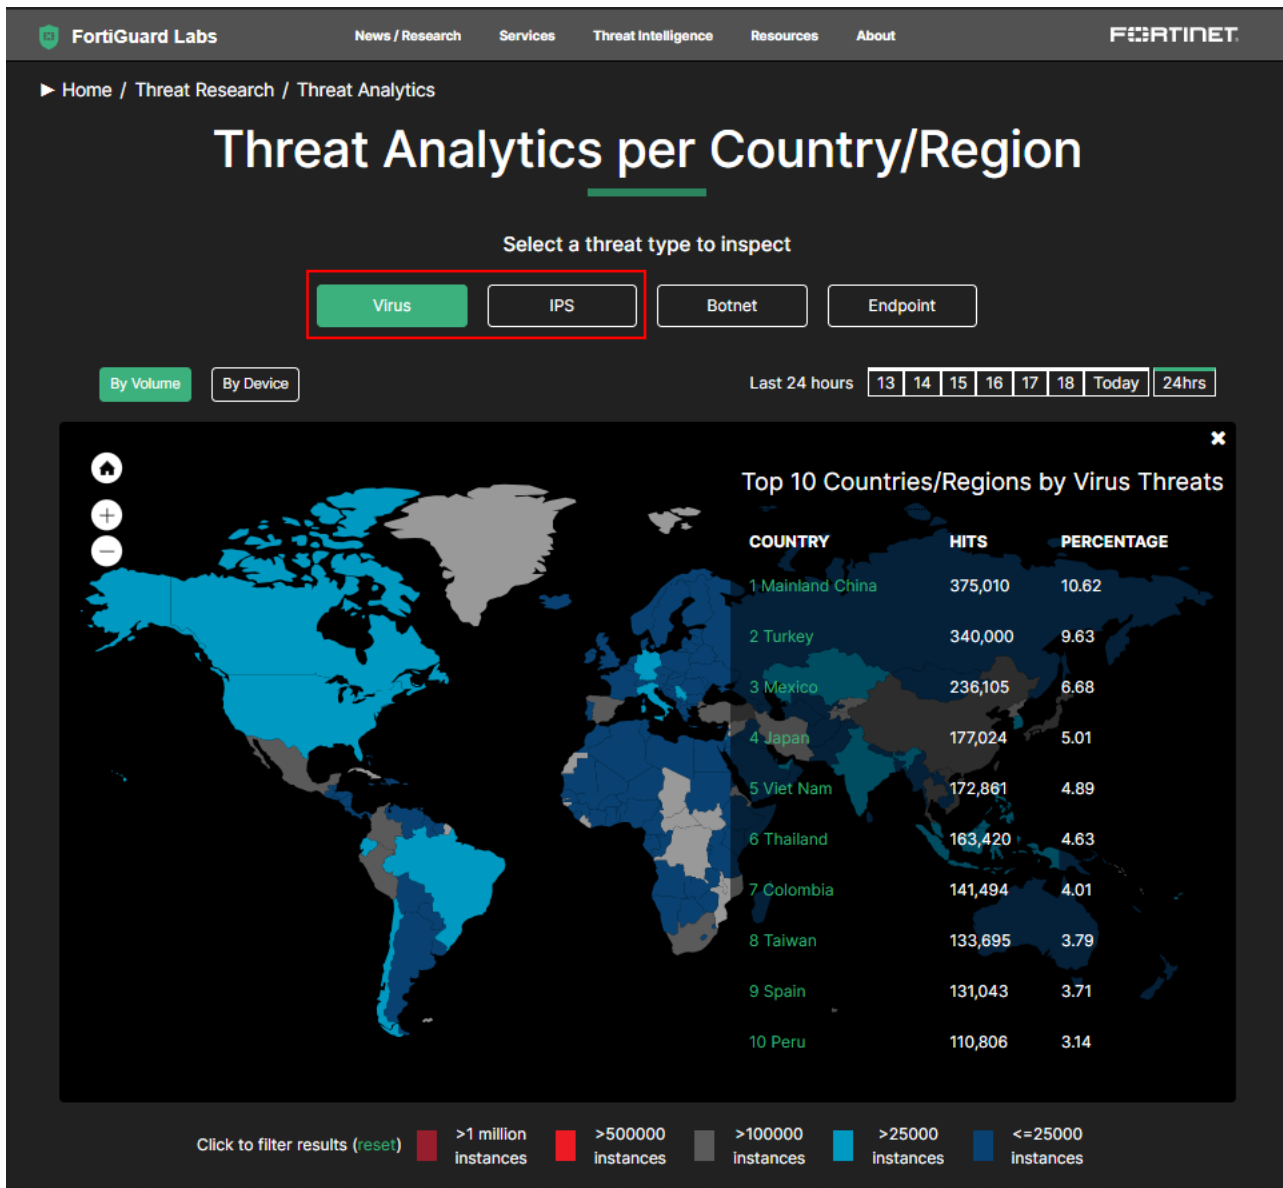 FortiGuard Labs
News / Research Services Threat Intelligence Resources About
FORTINET
Home / Threat Research / Threat Analytics
Threat Analytics per Country/Region
Select a threat type to inspect
Virus IPS Botnet Endpoint
By Volume By Device Last 24 hours 13 14 15 16 17 18 Today 24hrs
Top 10 Countries/Regions by Virus Threats
COUNTRY HITS PERCENTAGE
1 Mainland China 375,010 10.62
2 Turkey 340,000 9.63
3 Mexico 236,105 6.68
4 Japan 177,024 5.01
5 Viet Nam 172,861 4.89
6 Thailand 163,420 4.63
7 Colombia 141,494 4.01
8 Taiwan 133,695 3.79
9 Spain 131,043 3.71
10 Peru 110,806 3.14
Click to filter results (reset)
>1 million instances
>500000 instances
>100000 instances
>25000 instances
<=25000 instances